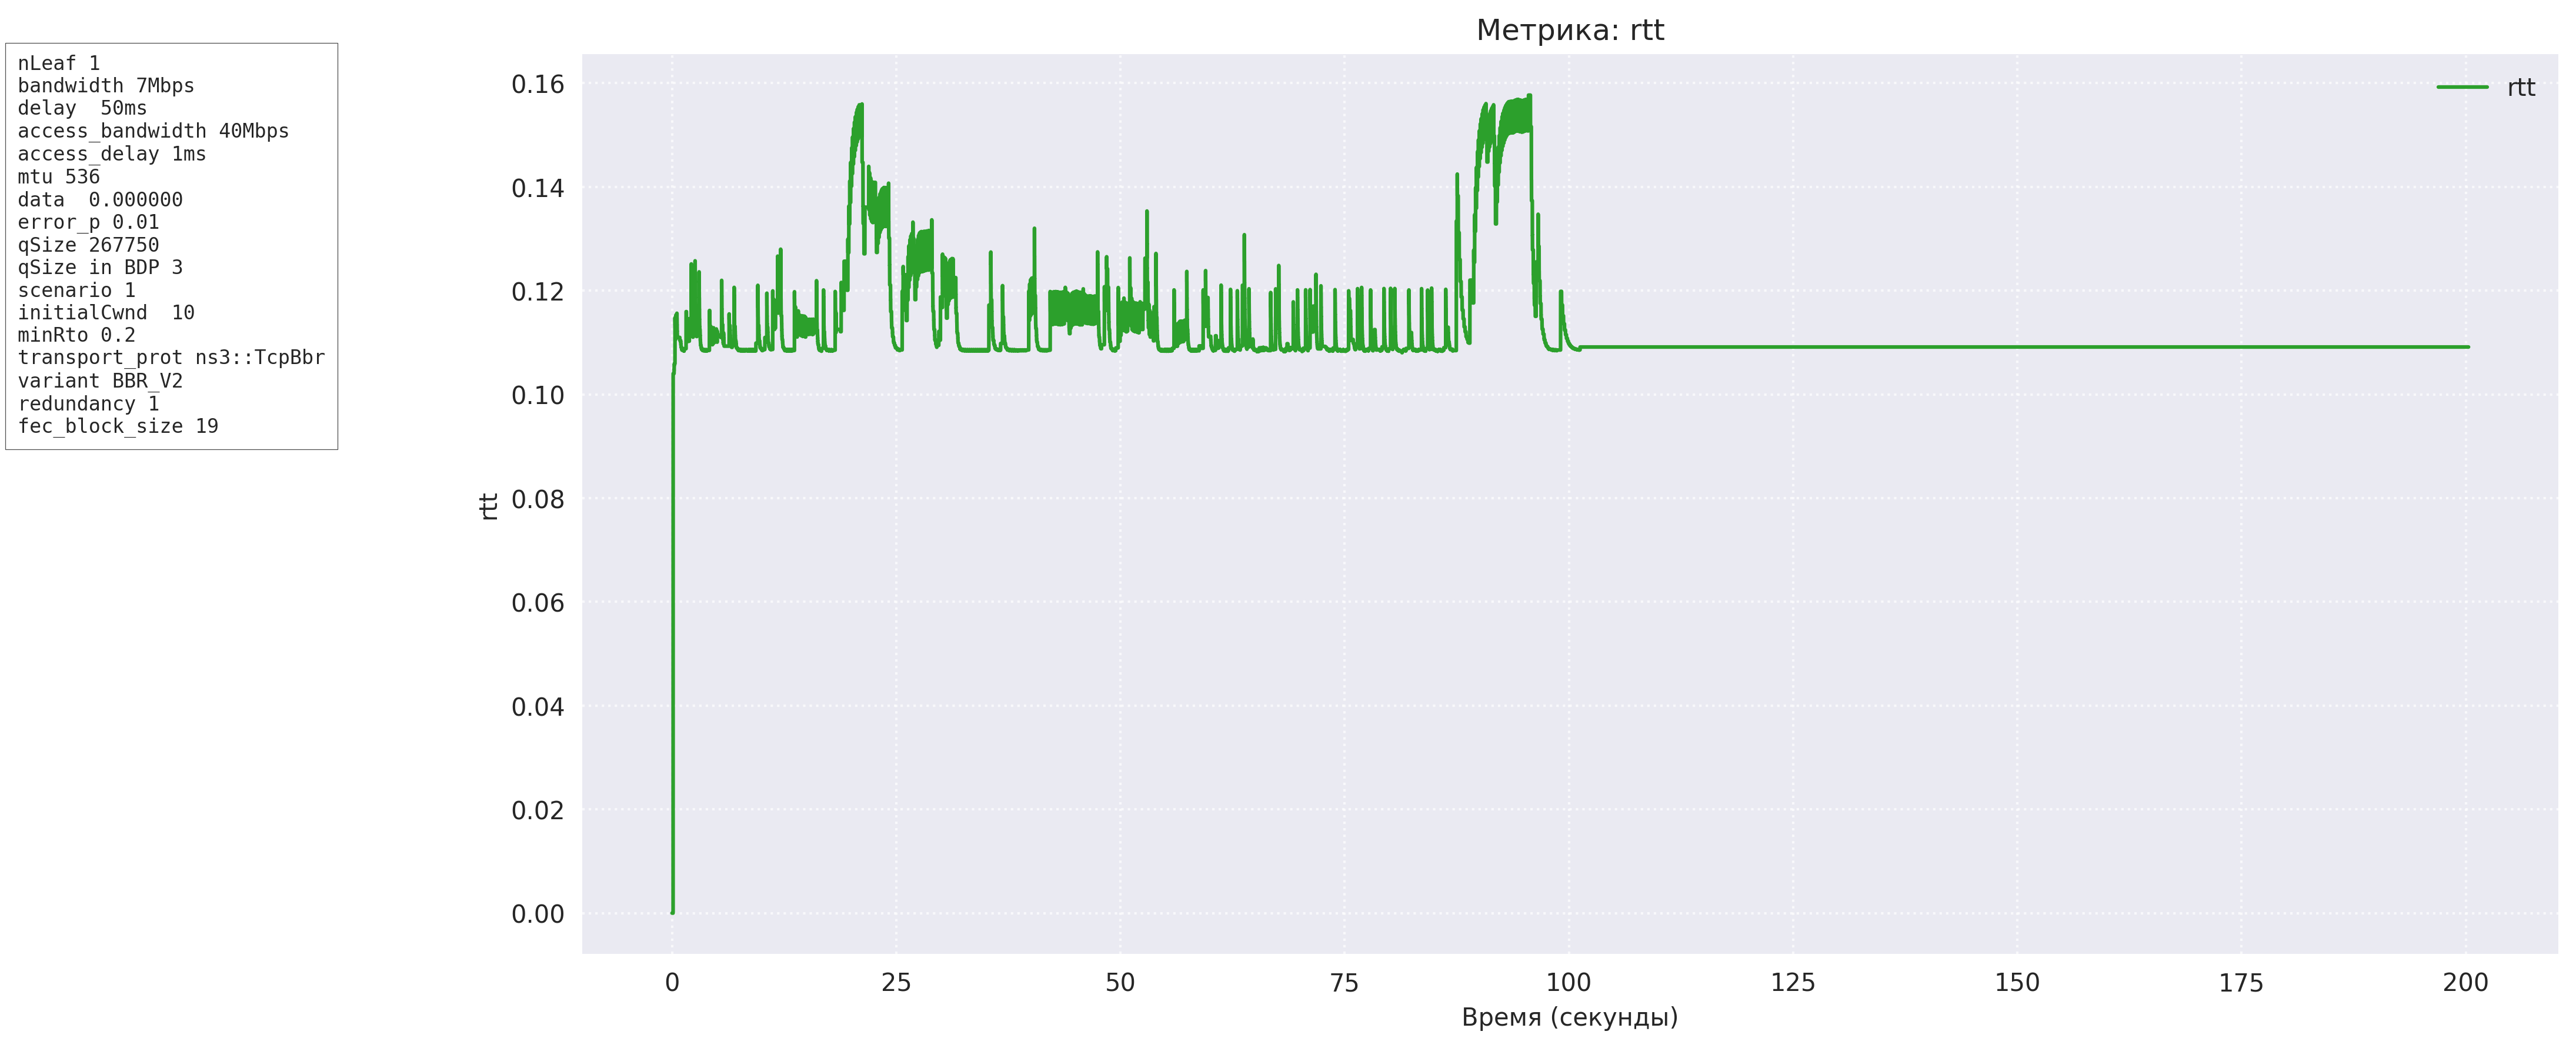 Метрика: rtt
nLeaf 1
bandwidth 7Mbps
delay  50ms
access_bandwidth 40Mbps
access_delay 1ms
mtu 536
data  0.000000
error_p 0.01
qSize 267750
qSize in BDP 3
scenario 1
initialCwnd  10
minRto 0.2
transport_prot ns3::TcpBbr
variant BBR_V2
redundancy 1
fec_block_size 19
rtt
0.16
0.14
0.12
0.10
0.08
0.06
0.04
0.02
0.00
rtt
0 25 50 75 100 125 150 175 200
Время (секунды)